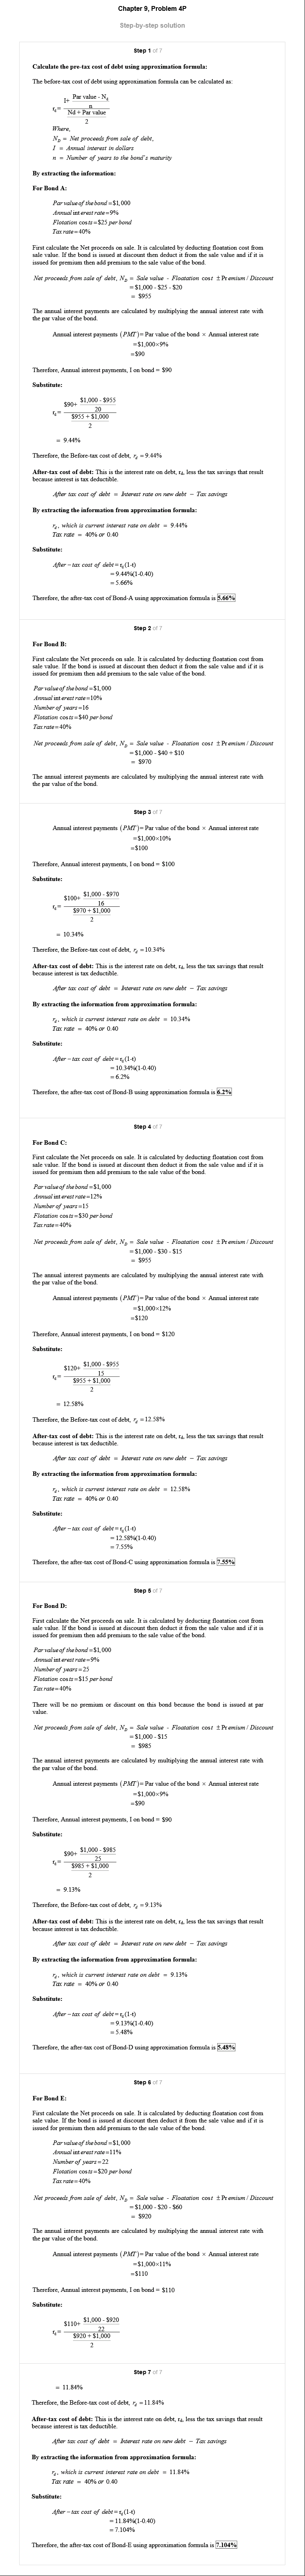 Chapter 9, Problem 4P
Step-by-step solution
Step 1 of 7
Calculate the pre-tax cost of debt using approximation formula:
The before-tax cost of debt using approximation formula can be calculated as:
I+ Par value - Nd
n
rd=
Nd + Par value
2
Where,
ND = Net proceeds from sale of debt,
I = Annual interest in dollars
n = Number of years to the bond's maturity
By extracting the information:
For Bond A:
Par value of the bond =$1,000
Annual interest rate =9%
Flotation costs =$25 per bond
Tax rate =40%
First calculate the Net proceeds on sale. It is calculated by deducting floatation cost from
sale value. If the bond is issued at discount then deduct it from the sale value and if it is
issued for premium then add premium to the sale value of the bond.
Net proceeds from sale of debt, ND = Sale value - Floatation cost ± Premium / Discount
= $1,000 - $25 - $20
= $955
The annual interest payments are calculated by multiplying the annual interest rate with
the par value of the bond.
Annual interest payments (PMT) = Par value of the bond × Annual interest rate
=$1,000×9%
=$90
Therefore, Annual interest payments, I on bond = $90
Substitute:
$90+ $1,000 - $955
20
rd=
$955 + $1,000
2
= 9.44%
Therefore, the Before-tax cost of debt, rd =9.44%
After-tax cost of debt: This is the interest rate on debt, rd, less the tax savings that result
because interest is tax deductible.
After tax cost of debt = Interest rate on new debt − Tax savings
By extracting the information from approximation formula:
rd, which is current interest rate on debt = 9.44%
Tax rate = 40% or 0.40
Substitute:
After − tax cost of debt = rd(1-t)
= 9.44%(1-0.40)
= 5.66%
Therefore, the after-tax cost of Bond-A using approximation formula is 5.66%
Step 2 of 7
For Bond B:
First calculate the Net proceeds on sale. It is calculated by deducting floatation cost from
sale value. If the bond is issued at discount then deduct it from the sale value and if it is
issued for premium then add premium to the sale value of the bond.
Par value of the bond =$1,000
Annual interest rate =10%
Number of years =16
Flotation costs =$40 per bond
Tax rate =40%
Net proceeds from sale of debt, ND = Sale value - Floatation cost ± Premium / Discount
= $1,000 - $40 + $10
= $970
The annual interest payments are calculated by multiplying the annual interest rate with
the par value of the bond.
Step 3 of 7
Annual interest payments (PMT) = Par value of the bond × Annual interest rate
=$1,000×10%
=$100
Therefore, Annual interest payments, I on bond = $100
Substitute:
$100+ $1,000 - $970
16
rd=
$970 + $1,000
2
= 10.34%
Therefore, the Before-tax cost of debt, rd =10.34%
After-tax cost of debt: This is the interest rate on debt, rd, less the tax savings that result
because interest is tax deductible.
After tax cost of debt = Interest rate on new debt − Tax savings
By extracting the information from approximation formula:
rd, which is current interest rate on debt = 10.34%
Tax rate = 40% or 0.40
Substitute:
After − tax cost of debt = rd(1-t)
= 10.34%(1-0.40)
= 6.2%
Therefore, the after-tax cost of Bond-B using approximation formula is 6.2%
Step 4 of 7
For Bond C:
First calculate the Net proceeds on sale. It is calculated by deducting floatation cost from
sale value. If the bond is issued at discount then deduct it from the sale value and if it is
issued for premium then add premium to the sale value of the bond.
Par value of the bond =$1,000
Annual interest rate =12%
Number of years =15
Flotation costs =$30 per bond
Tax rate =40%
Net proceeds from sale of debt, ND = Sale value - Floatation cost ± Premium / Discount
= $1,000 - $30 - $15
= $955
The annual interest payments are calculated by multiplying the annual interest rate with
the par value of the bond.
Annual interest payments (PMT) = Par value of the bond × Annual interest rate
=$1,000×12%
=$120
Therefore, Annual interest payments, I on bond = $120
Substitute:
$120+ $1,000 - $955
15
rd=
$955 + $1,000
2
= 12.58%
Therefore, the Before-tax cost of debt, rd =12.58%
After-tax cost of debt: This is the interest rate on debt, rd, less the tax savings that result
because interest is tax deductible.
After tax cost of debt = Interest rate on new debt − Tax savings
By extracting the information from approximation formula:
rd, which is current interest rate on debt = 12.58%
Tax rate = 40% or 0.40
Substitute:
After − tax cost of debt = rd(1-t)
= 12.58%(1-0.40)
= 7.55%
Therefore, the after-tax cost of Bond-C using approximation formula is 7.55%
Step 5 of 7
For Bond D:
First calculate the Net proceeds on sale. It is calculated by deducting floatation cost from
sale value. If the bond is issued at discount then deduct it from the sale value and if it is
issued for premium then add premium to the sale value of the bond.
Par value of the bond =$1,000
Annual interest rate =9%
Number of years =25
Flotation costs =$15 per bond
Tax rate =40%
There will be no premium or discount on this bond because the bond is issued at par
value.
Net proceeds from sale of debt, ND = Sale value - Floatation cost ± Premium / Discount
= $1,000 - $15
= $985
The annual interest payments are calculated by multiplying the annual interest rate with
the par value of the bond.
Annual interest payments (PMT) = Par value of the bond × Annual interest rate
=$1,000×9%
=$90
Therefore, Annual interest payments, I on bond = $90
Substitute:
$90+ $1,000 - $985
25
rd=
$985 + $1,000
2
= 9.13%
Therefore, the Before-tax cost of debt, rd =9.13%
After-tax cost of debt: This is the interest rate on debt, rd, less the tax savings that result
because interest is tax deductible.
After tax cost of debt = Interest rate on new debt − Tax savings
By extracting the information from approximation formula:
rd, which is current interest rate on debt = 9.13%
Tax rate = 40% or 0.40
Substitute:
After − tax cost of debt = rd(1-t)
= 9.13%(1-0.40)
= 5.48%
Therefore, the after-tax cost of Bond-D using approximation formula is 5.48%
Step 6 of 7
For Bond E:
First calculate the Net proceeds on sale. It is calculated by deducting floatation cost from
sale value. If the bond is issued at discount then deduct it from the sale value and if it is
issued for premium then add premium to the sale value of the bond.
Par value of the bond =$1,000
Annual interest rate =11%
Number of years =22
Flotation costs =$20 per bond
Tax rate =40%
Net proceeds from sale of debt, ND = Sale value - Floatation cost ± Premium / Discount
= $1,000 - $20 - $60
= $920
The annual interest payments are calculated by multiplying the annual interest rate with
the par value of the bond.
Annual interest payments (PMT) = Par value of the bond × Annual interest rate
=$1,000×11%
=$110
Therefore, Annual interest payments, I on bond = $110
Substitute:
$110+ $1,000 - $920
22
rd=
$920 + $1,000
2
Step 7 of 7
= 11.84%
Therefore, the Before-tax cost of debt, rd =11.84%
After-tax cost of debt: This is the interest rate on debt, rd, less the tax savings that result
because interest is tax deductible.
After tax cost of debt = Interest rate on new debt − Tax savings
By extracting the information from approximation formula:
rd, which is current interest rate on debt = 11.84%
Tax rate = 40% or 0.40
Substitute:
After − tax cost of debt = rd(1-t)
= 11.84%(1-0.40)
= 7.104%
Therefore, the after-tax cost of Bond-E using approximation formula is 7.104%